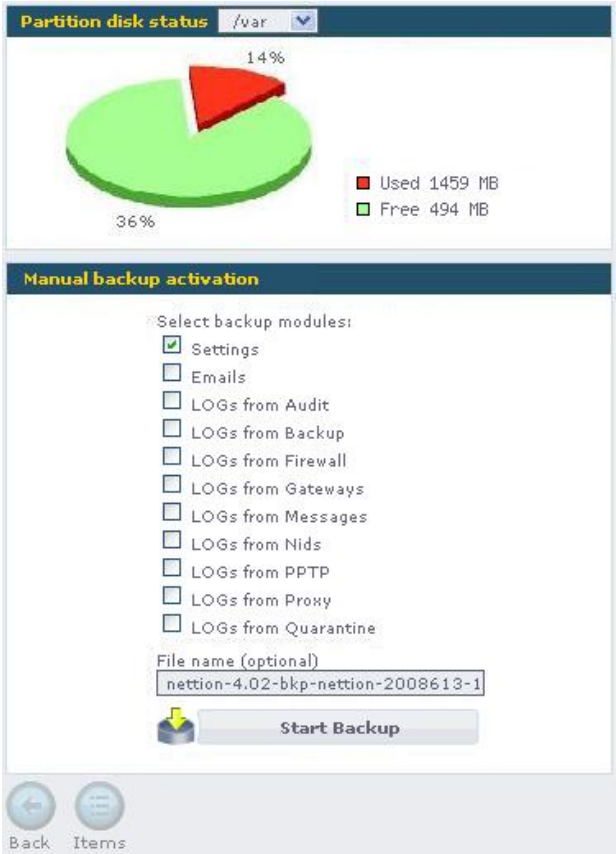 Partition disk status /var
14%
36%
Used 1459 MB
Free 494 MB
Manual backup activation
Select backup modules:
Settings
Emails
LOGs from Audit
LOGs from Backup
LOGs from Firewall
LOGs from Gateways
LOGs from Messages
LOGs from Nids
LOGs from PPTP
LOGs from Proxy
LOGs from Quarantine
File name (optional)
nettion-4.02-bkp-nettion-2008613-1
Start Backup
Back Items